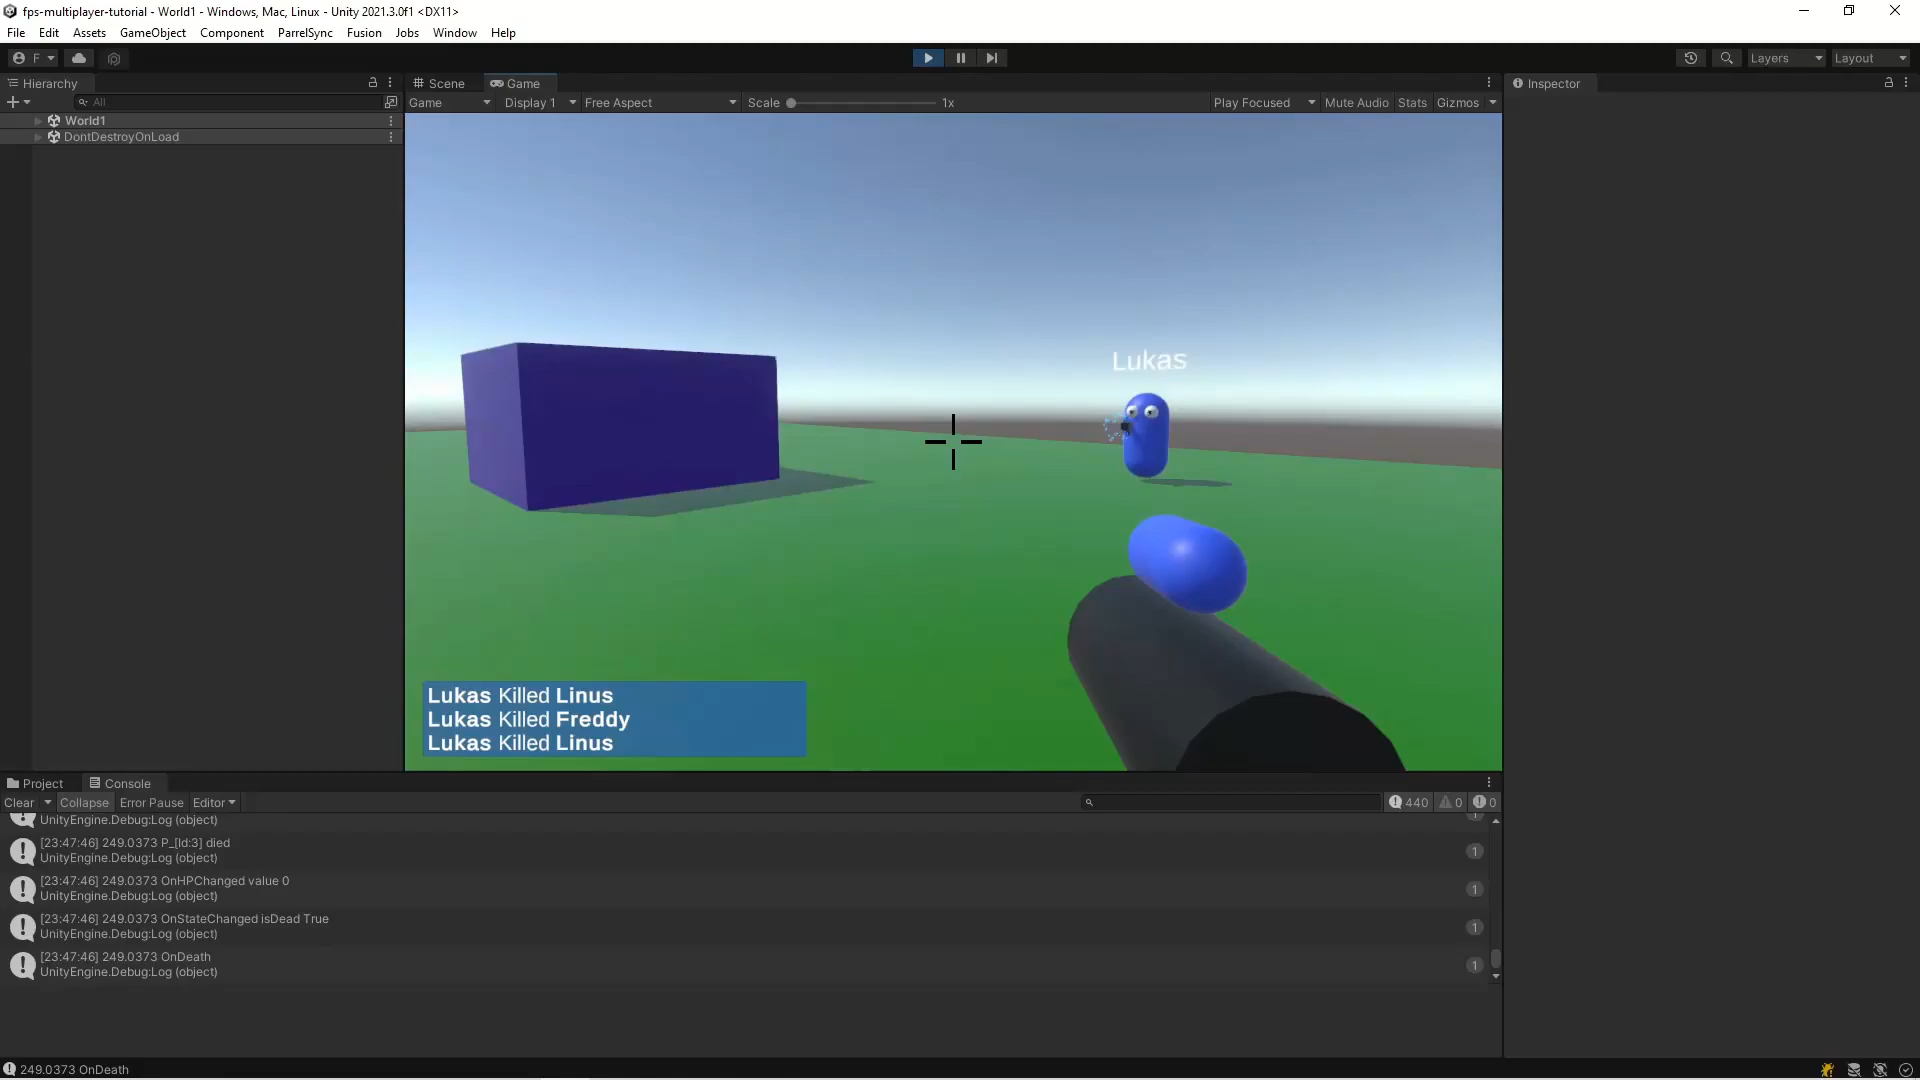 fps-multiplayer-tutorial - World1 - Windows, Mac, Linux - Unity 2021.3.0f1 <DX11>
File Edit Assets GameObject Component ParrelSync Fusion Jobs Window Help
F Layers Layout
Hierarchy Scene Game Inspector
All Game Display 1 Free Aspect Scale 1x Play Focused Mute Audio Stats Gizmos
World1
DontDestroyOnLoad
Lukas
Lukas Killed Linus
Lukas Killed Freddy
Lukas Killed Linus
Project Console
Clear Collapse Error Pause Editor 440 0 0
UnityEngine.Debug:Log (object) 1
[23:47:46] 249.0373 P_[Id:3] died
UnityEngine.Debug:Log (object) 1
[23:47:46] 249.0373 OnHPChanged value 0
UnityEngine.Debug:Log (object) 1
[23:47:46] 249.0373 OnStateChanged isDead True
UnityEngine.Debug:Log (object) 1
[23:47:46] 249.0373 OnDeath
UnityEngine.Debug:Log (object) 1
249.0373 OnDeath